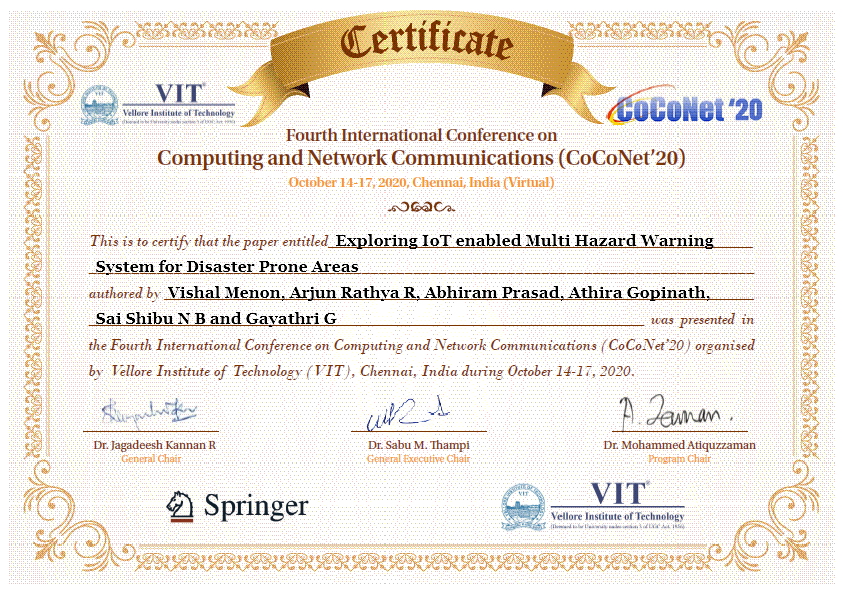 Certificate
VIT®
Vellore Institute of Technology
(Deemed to be University under section 3 of UGC Act, 1956)
CoCoNet '20
Fourth International Conference on
Computing and Network Communications (CoCoNet'20)
October 14-17, 2020, Chennai, India (Virtual)
This is to certify that the paper entitled Exploring IoT enabled Multi Hazard Warning
System for Disaster Prone Areas
authored by Vishal Menon, Arjun Rathya R, Abhiram Prasad, Athira Gopinath,
Sai Shibu N B and Gayathri G was presented in
the Fourth International Conference on Computing and Network Communications (CoCoNet'20) organised
by Vellore Institute of Technology (VIT), Chennai, India during October 14-17, 2020.
A. Zaman.
Dr. Jagadeesh Kannan R Dr. Sabu M. Thampi Dr. Mohammed Atiquzzaman
General Chair General Executive Chair Program Chair
Springer
VIT®
Vellore Institute of Technology
(Deemed to be University under section 3 of UGC Act, 1956)